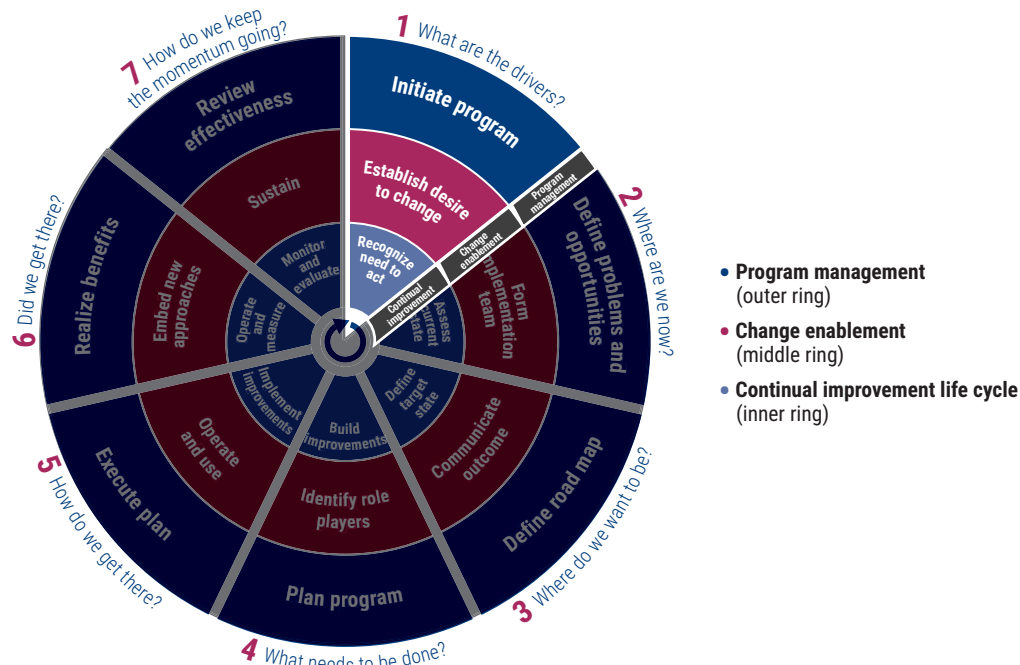 1 What are the drivers?
Initiate program
Establish desire
to change
Recognize
need to
act
Program
management
Change
enablement
Continual
improvement
2 Where are we now?
Define problems and
opportunities
Form
implementation
team
Assess
current
state
3 Where do we want to be?
Define road map
Communicate
outcome
Define
target
state
4 What needs to be done?
Plan program
Identify role
players
Build
improvements
5 How do we get there?
Execute plan
Operate
and use
Implement
improvements
6 Did we get there?
Realize benefits
Embed new
approaches
Operate
and
measure
7 How do we keep
the momentum going?
Review
effectiveness
Sustain
Monitor
and
evaluate
• Program management
(outer ring)
• Change enablement
(middle ring)
• Continual improvement life cycle
(inner ring)